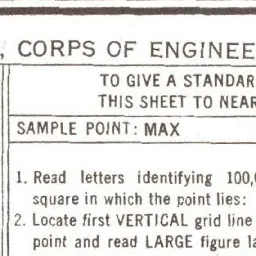 , CORPS OF ENGINEE
TO GIVE A STANDAR
THIS SHEET TO NEAR
SAMPLE POINT: MAX
1. Read letters identifying 100,
square in which the point lies:
2. Locate first VERTICAL grid line
point and read LARGE figure la